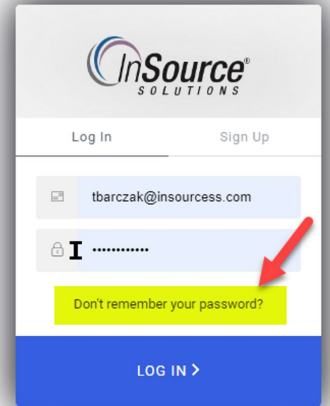 InSource®
SOLUTIONS
Log In Sign Up
tbarczak@insourcess.com
••••••••••••
Don't remember your password?
LOG IN >